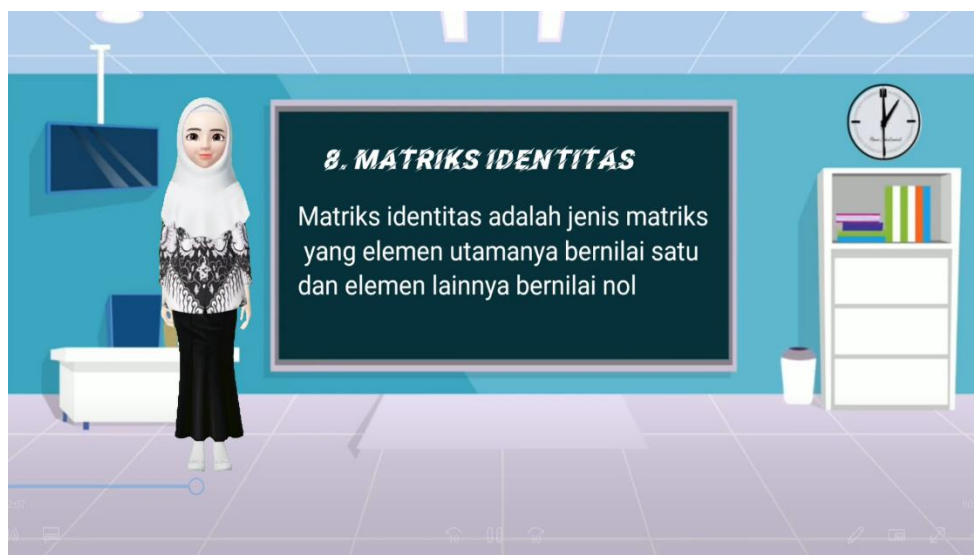 8. MATRIKS IDENTITAS
Matriks identitas adalah jenis matriks
yang elemen utamanya bernilai satu
dan elemen lainnya bernilai nol